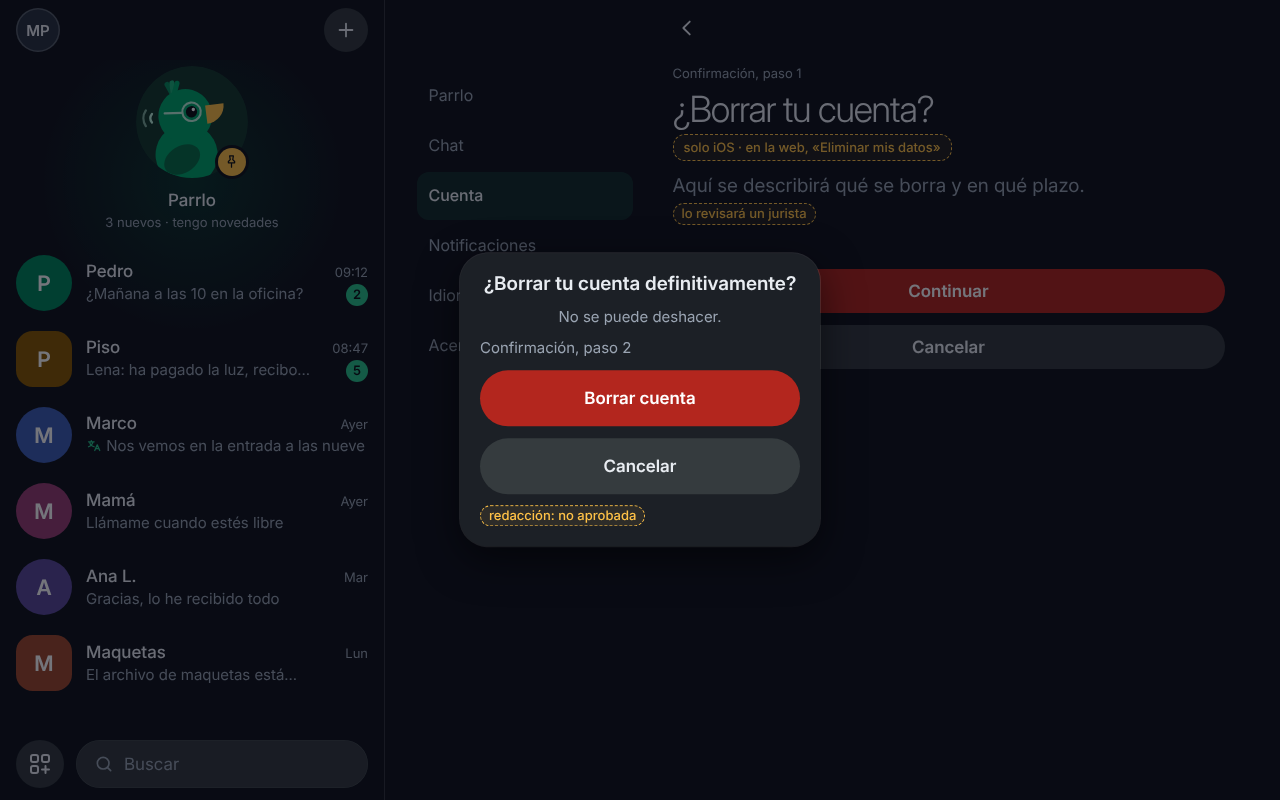 MP
Parrlo
3 nuevos · tengo novedades
Pedro
09:12
¿Mañana a las 10 en la oficina?
2
P
Piso
08:47
Lena: ha pagado la luz, recibo...
5
P
Marco
Ayer
Nos vemos en la entrada a las nueve
M
Mamá
Ayer
Llámame cuando estés libre
M
Ana L.
Mar
Gracias, lo he recibido todo
A
Maquetas
Lun
El archivo de maquetas está...
M
Buscar
Parrlo
Chat
Cuenta
Notificaciones
Confirmación, paso 1
¿Borrar tu cuenta?
solo iOS · en la web, «Eliminar mis datos»
Aquí se describirá qué se borra y en qué plazo.
lo revisará un jurista
Continuar
Cancelar
¿Borrar tu cuenta definitivamente?
No se puede deshacer.
Confirmación, paso 2
Borrar cuenta
Cancelar
redacción: no aprobada